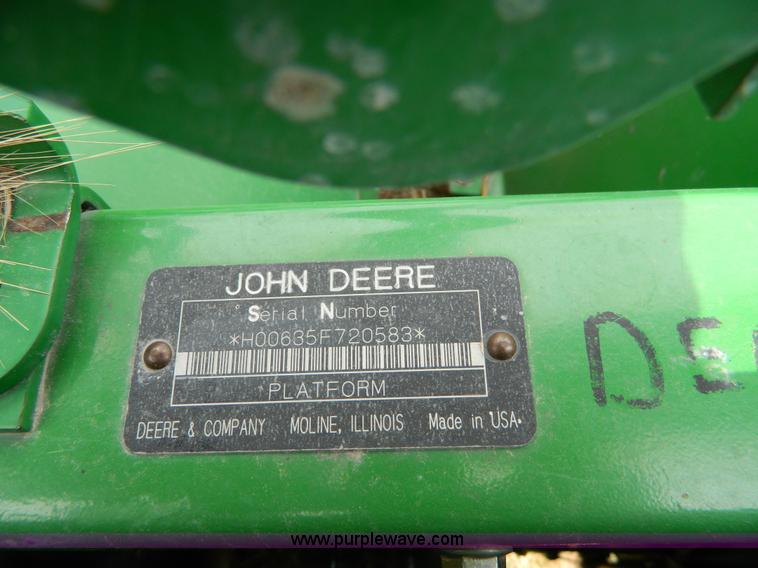 JOHN DEERE
Serial Number
*H00635F720583*
PLATFORM
DEERE & COMPANY MOLINE, ILLINOIS Made in USA.
www.purplewave.com